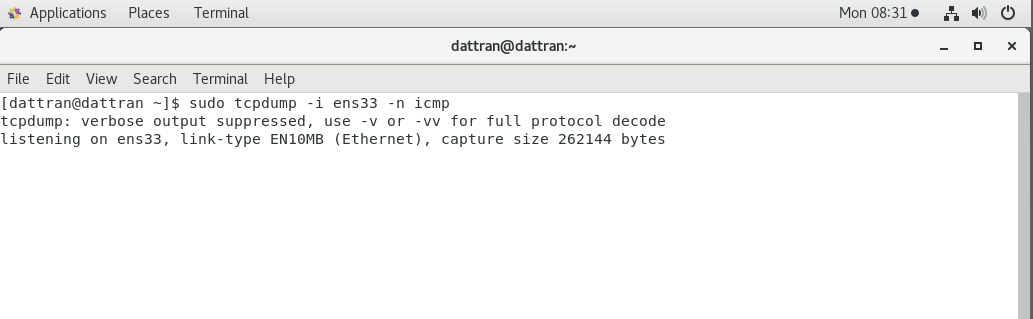 Applications Places Terminal Mon 08:31
dattran@dattran:~
File Edit View Search Terminal Help
[dattran@dattran ~]$ sudo tcpdump -i ens33 -n icmp
tcpdump: verbose output suppressed, use -v or -vv for full protocol decode
listening on ens33, link-type EN10MB (Ethernet), capture size 262144 bytes